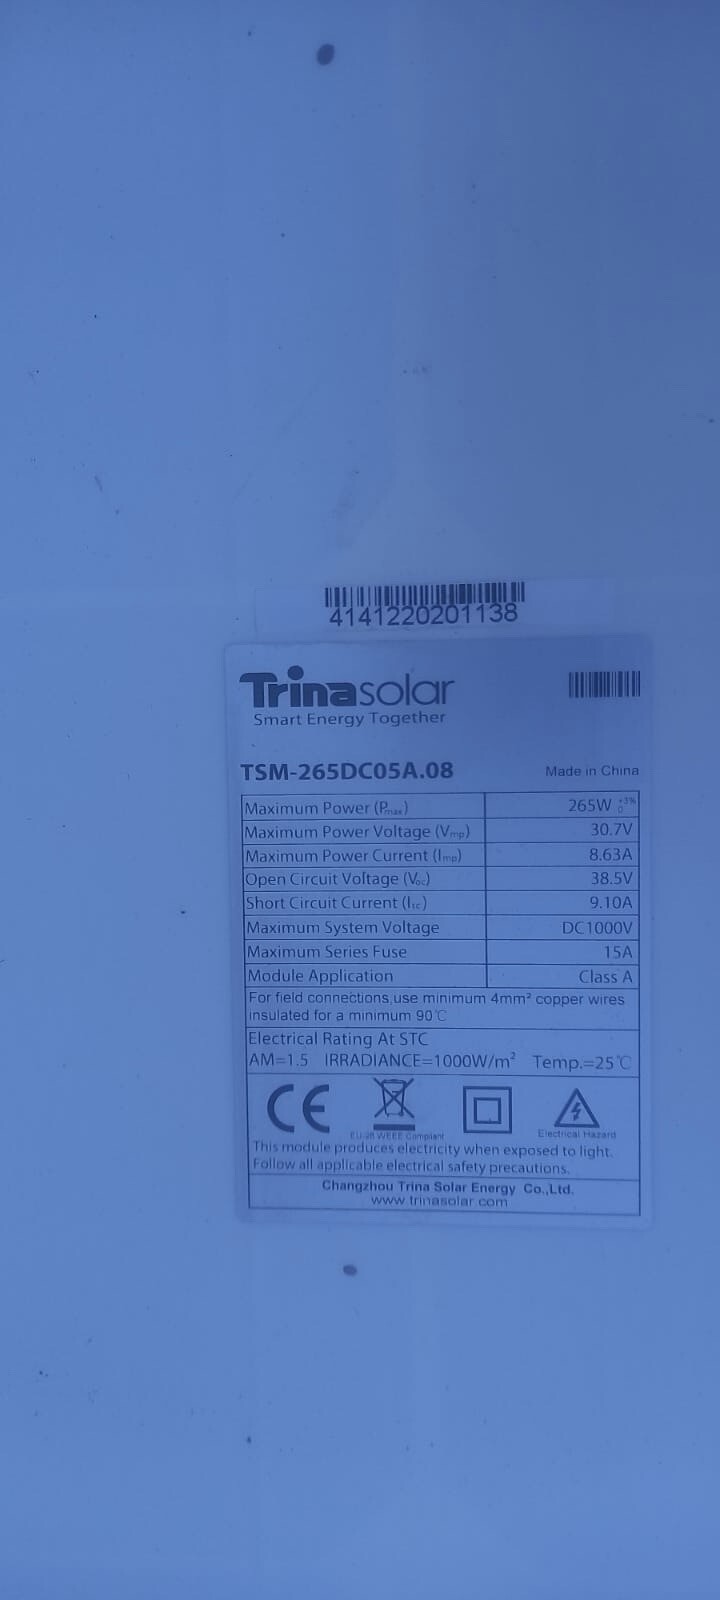 4141220201138
Trinasolar
Smart Energy Together
TSM-265DC05A.08 Made in China
Maximum Power (Pmax) 265W +3% 0
Maximum Power Voltage (Vmp) 30.7V
Maximum Power Current (Imp) 8.63A
Open Circuit Voltage (Voc) 38.5V
Short Circuit Current (Isc) 9.10A
Maximum System Voltage DC1000V
Maximum Series Fuse 15A
Module Application Class A
For field connections,use minimum 4mm² copper wires
insulated for a minimum 90℃
Electrical Rating At STC
AM=1.5 IRRADIANCE=1000W/m² Temp.=25℃
CE
EU-28 WEEE Compliant Electrical Hazard
This module produces electricity when exposed to light.
Follow all applicable electrical safety precautions.
Changzhou Trina Solar Energy Co.,Ltd.
www.trinasolar.com